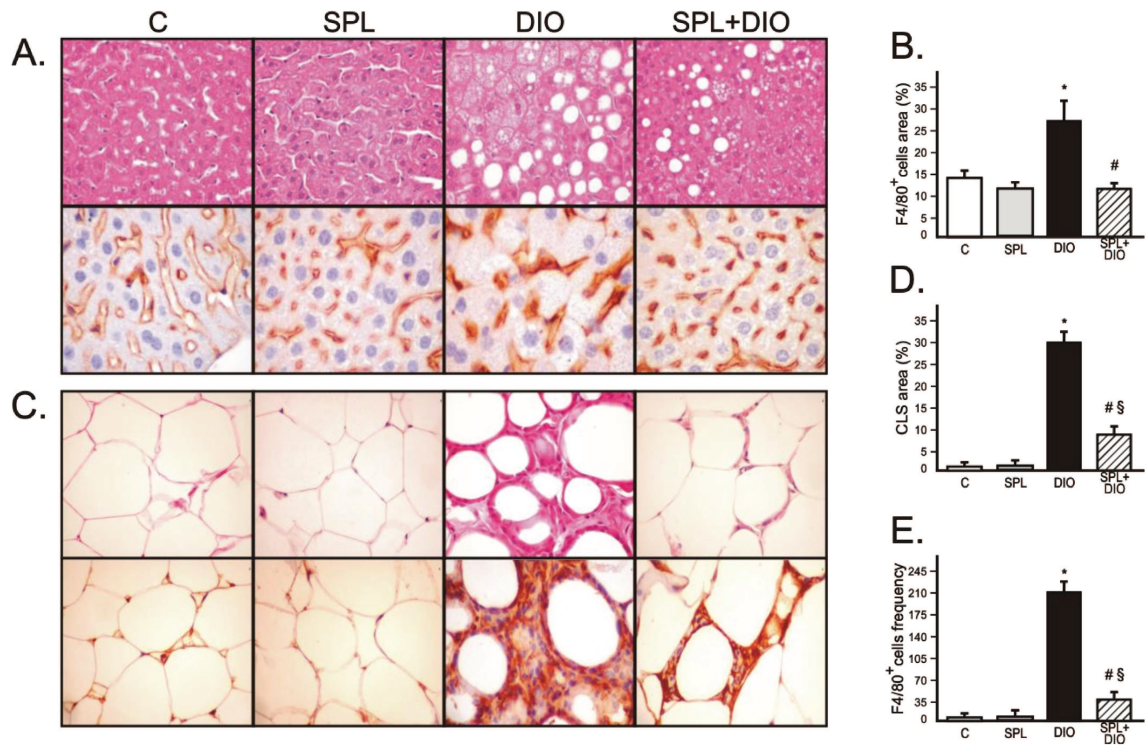 C SPL DIO SPL+DIO
A.
C.
B.
F4/80+ cells area (%)
35
30
25
20
15
10
5
0
*
#
C SPL DIO SPL+
DIO
D.
CLS area (%)
35
30
25
20
15
10
5
0
*
# §
C SPL DIO SPL+
DIO
E.
F4/80+ cells frequency
245
210
175
140
105
70
35
0
*
# §
C SPL DIO SPL+
DIO